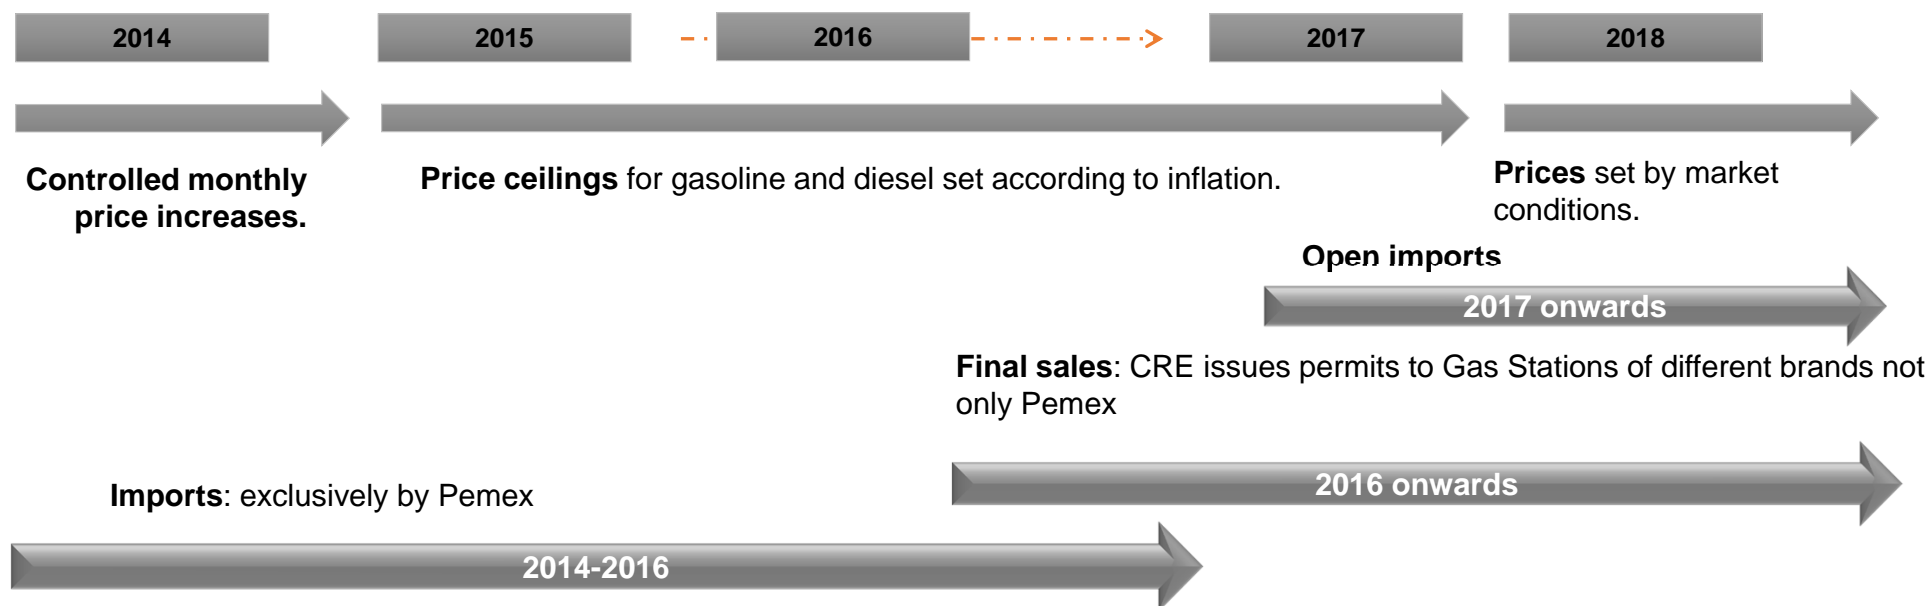 2014
2015
2016
2017
2018
Controlled monthly
price increases.
Price ceilings for gasoline and diesel set according to inflation.
Prices set by market
conditions.
Open imports
2017 onwards
Final sales: CRE issues permits to Gas Stations of different brands not
only Pemex
2016 onwards
Imports: exclusively by Pemex
2014-2016